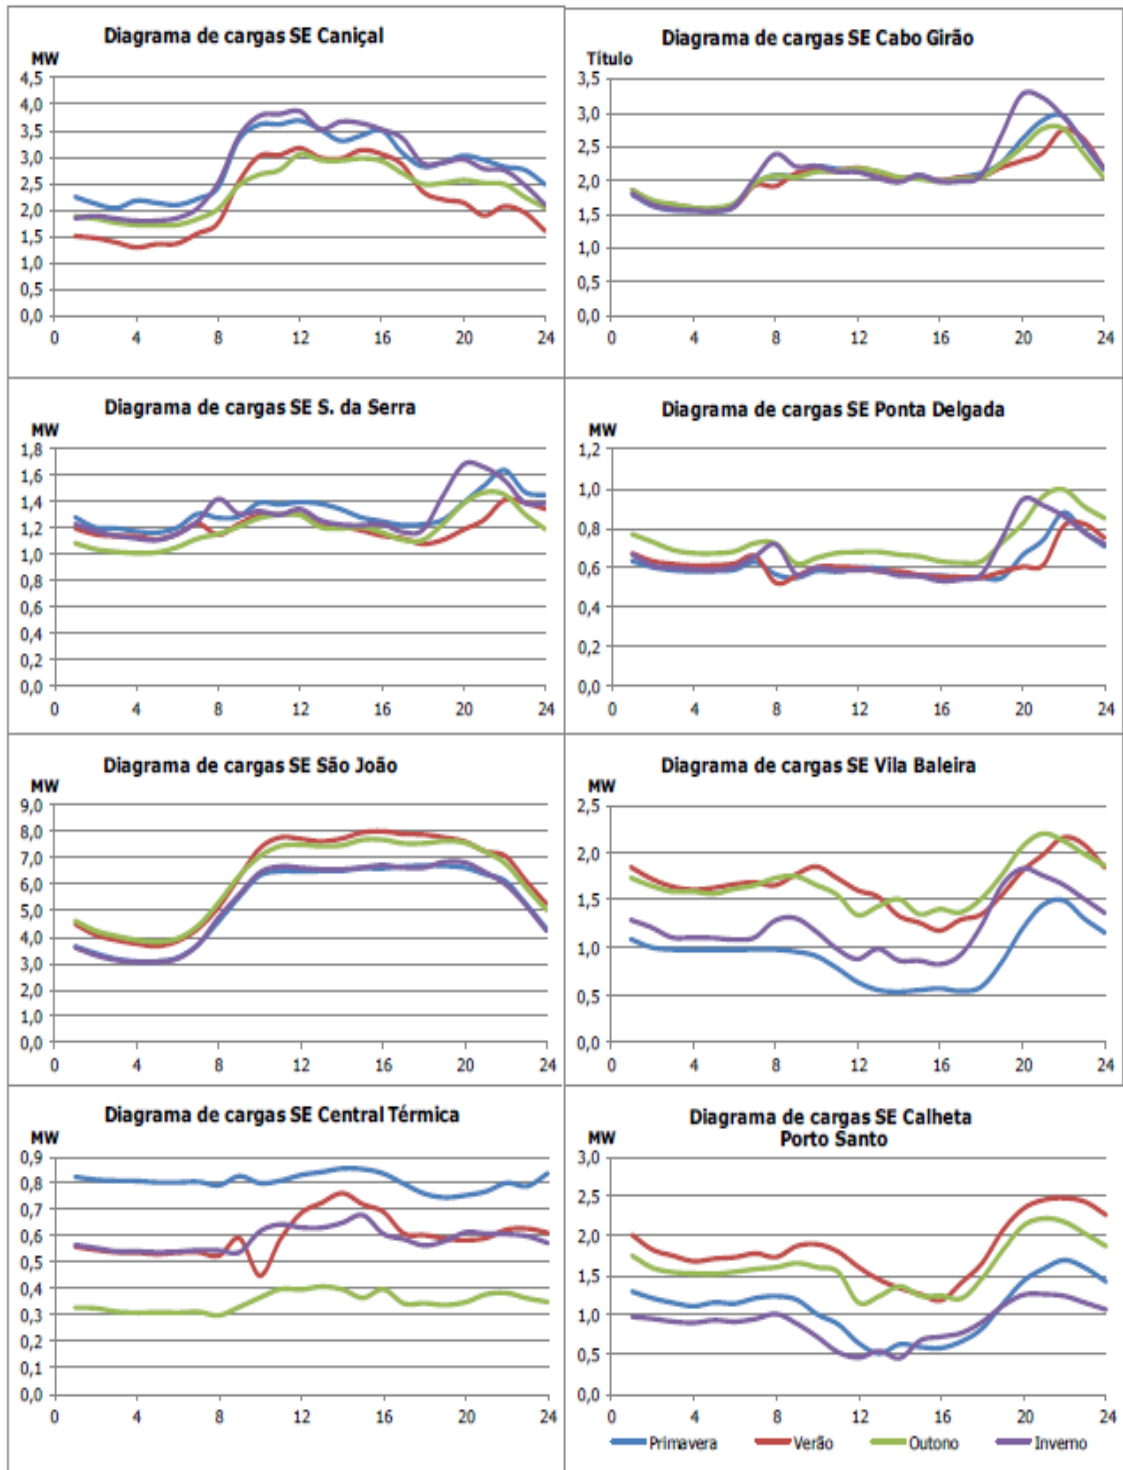 Diagrama de cargas SE Caniçal
MW
4,5
4,0
3,5
3,0
2,5
2,0
1,5
1,0
0,5
0,0
0 4 8 12 16 20 24
Diagrama de cargas SE Cabo Girão
Título
3,5
3,0
2,5
2,0
1,5
1,0
0,5
0,0
0 4 8 12 16 20 24
Diagrama de cargas SE S. da Serra
MW
1,8
1,6
1,4
1,2
1,0
0,8
0,6
0,4
0,2
0,0
0 4 8 12 16 20 24
Diagrama de cargas SE Ponta Delgada
MW
1,2
1,0
0,8
0,6
0,4
0,2
0,0
0 4 8 12 16 20 24
Diagrama de cargas SE São João
MW
9,0
8,0
7,0
6,0
5,0
4,0
3,0
2,0
1,0
0,0
0 4 8 12 16 20 24
Diagrama de cargas SE Vila Baleira
MW
2,5
2,0
1,5
1,0
0,5
0,0
0 4 8 12 16 20 24
Diagrama de cargas SE Central Térmica
MW
0,9
0,8
0,7
0,6
0,5
0,4
0,3
0,2
0,1
0,0
0 4 8 12 16 20 24
Diagrama de cargas SE Calheta
Porto Santo
MW
3,0
2,5
2,0
1,5
1,0
0,5
0,0
0 4 8 12 16 20 24
Primavera Verão Outono Inverno